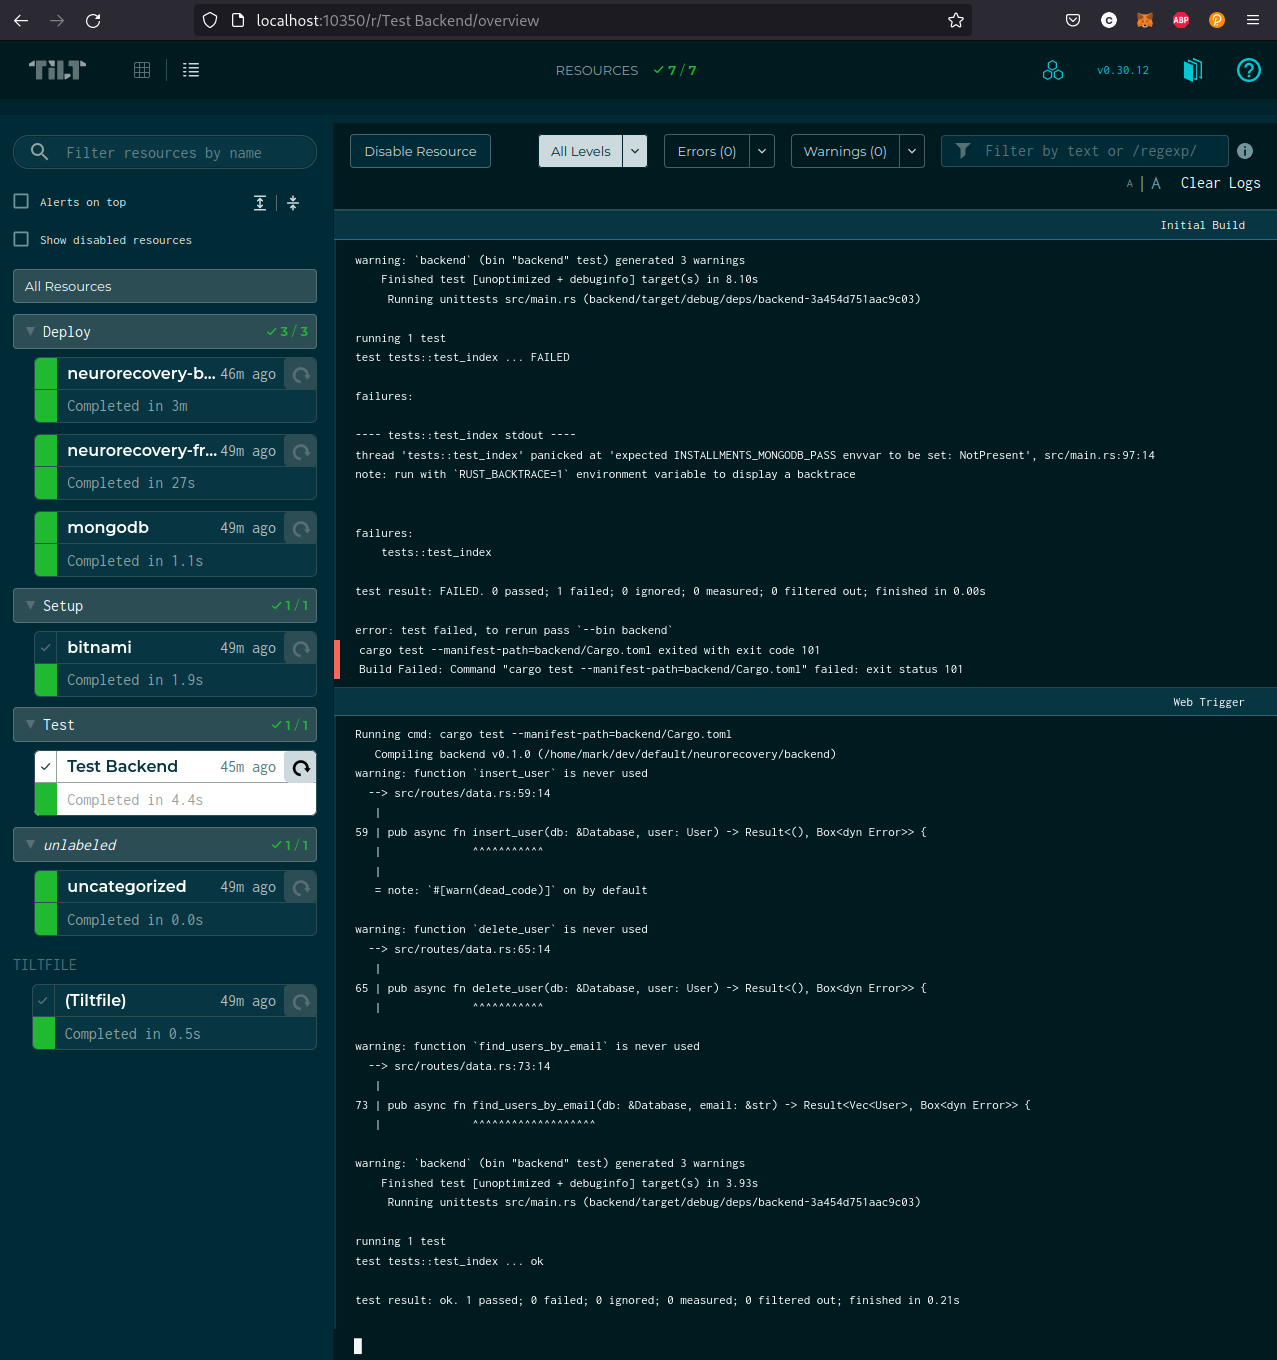 localhost:10350/r/Test Backend/overview
C
ABP
TiLT
RESOURCES ✓ 7 / 7
v0.30.12
?
Filter resources by name
Alerts on top
Show disabled resources
All Resources
▼ Deploy ✓ 3 / 3
neurorecovery-b... 46m ago
Completed in 3m
neurorecovery-fr... 49m ago
Completed in 27s
mongodb 49m ago
Completed in 1.1s
▼ Setup ✓ 1 / 1
✓ bitnami 49m ago
Completed in 1.9s
▼ Test ✓ 1 / 1
✓ Test Backend 45m ago
Completed in 4.4s
▼ unlabeled ✓ 1 / 1
uncategorized 49m ago
Completed in 0.0s
TILTFILE
✓ (Tiltfile) 49m ago
Completed in 0.5s
Disable Resource
All Levels
Errors (0)
Warnings (0)
Filter by text or /regexp/
i
A | A Clear Logs
Initial Build
warning: `backend` (bin "backend" test) generated 3 warnings
    Finished test [unoptimized + debuginfo] target(s) in 8.10s
     Running unittests src/main.rs (backend/target/debug/deps/backend-3a454d751aac9c03)
running 1 test
test tests::test_index ... FAILED
failures:
---- tests::test_index stdout ----
thread 'tests::test_index' panicked at 'expected INSTALLMENTS_MONGODB_PASS envvar to be set: NotPresent', src/main.rs:97:14
note: run with `RUST_BACKTRACE=1` environment variable to display a backtrace
failures:
    tests::test_index
test result: FAILED. 0 passed; 1 failed; 0 ignored; 0 measured; 0 filtered out; finished in 0.00s
error: test failed, to rerun pass `--bin backend`
cargo test --manifest-path=backend/Cargo.toml exited with exit code 101
Build Failed: Command "cargo test --manifest-path=backend/Cargo.toml" failed: exit status 101
Web Trigger
Running cmd: cargo test --manifest-path=backend/Cargo.toml
   Compiling backend v0.1.0 (/home/mark/dev/default/neurorecovery/backend)
warning: function `insert_user` is never used
  --> src/routes/data.rs:59:14
   |
59 | pub async fn insert_user(db: &Database, user: User) -> Result<(), Box<dyn Error>> {
   |              ^^^^^^^^^^^
   |
   = note: `#[warn(dead_code)]` on by default
warning: function `delete_user` is never used
  --> src/routes/data.rs:65:14
   |
65 | pub async fn delete_user(db: &Database, user: User) -> Result<(), Box<dyn Error>> {
   |              ^^^^^^^^^^^
warning: function `find_users_by_email` is never used
  --> src/routes/data.rs:73:14
   |
73 | pub async fn find_users_by_email(db: &Database, email: &str) -> Result<Vec<User>, Box<dyn Error>> {
   |              ^^^^^^^^^^^^^^^^^^^
warning: `backend` (bin "backend" test) generated 3 warnings
    Finished test [unoptimized + debuginfo] target(s) in 3.93s
     Running unittests src/main.rs (backend/target/debug/deps/backend-3a454d751aac9c03)
running 1 test
test tests::test_index ... ok
test result: ok. 1 passed; 0 failed; 0 ignored; 0 measured; 0 filtered out; finished in 0.21s